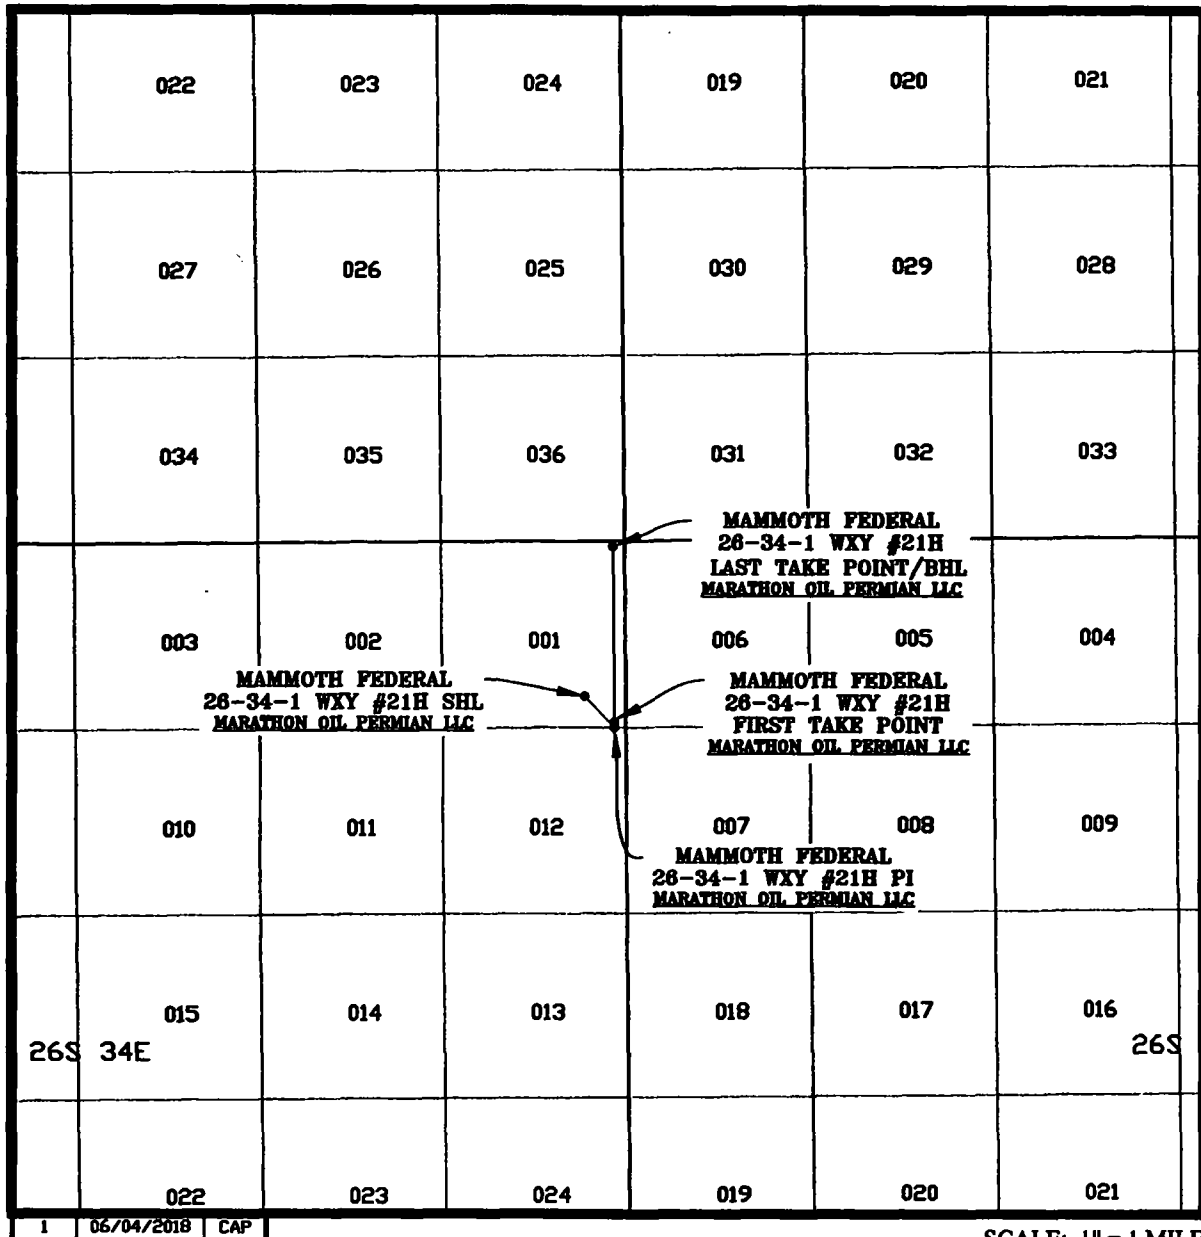 022 023 024 019 020 021
027 026 025 030 029 028
034 035 036 031 032 033
MAMMOTH FEDERAL
26-34-1 WXY #21H
LAST TAKE POINT/BHL
MARATHON OIL PERMIAN LLC
003 002 001 006 005 004
MAMMOTH FEDERAL
26-34-1 WXY #21H SHL
MARATHON OIL PERMIAN LLC
MAMMOTH FEDERAL
26-34-1 WXY #21H
FIRST TAKE POINT
MARATHON OIL PERMIAN LLC
010 011 012 007 008 009
MAMMOTH FEDERAL
26-34-1 WXY #21H PI
MARATHON OIL PERMIAN LLC
015 014 013 018 017 016
26S 34E 26S
022 023 024 019 020 021
1 06/04/2018 CAP
SCALE: 1" = 1 MILE